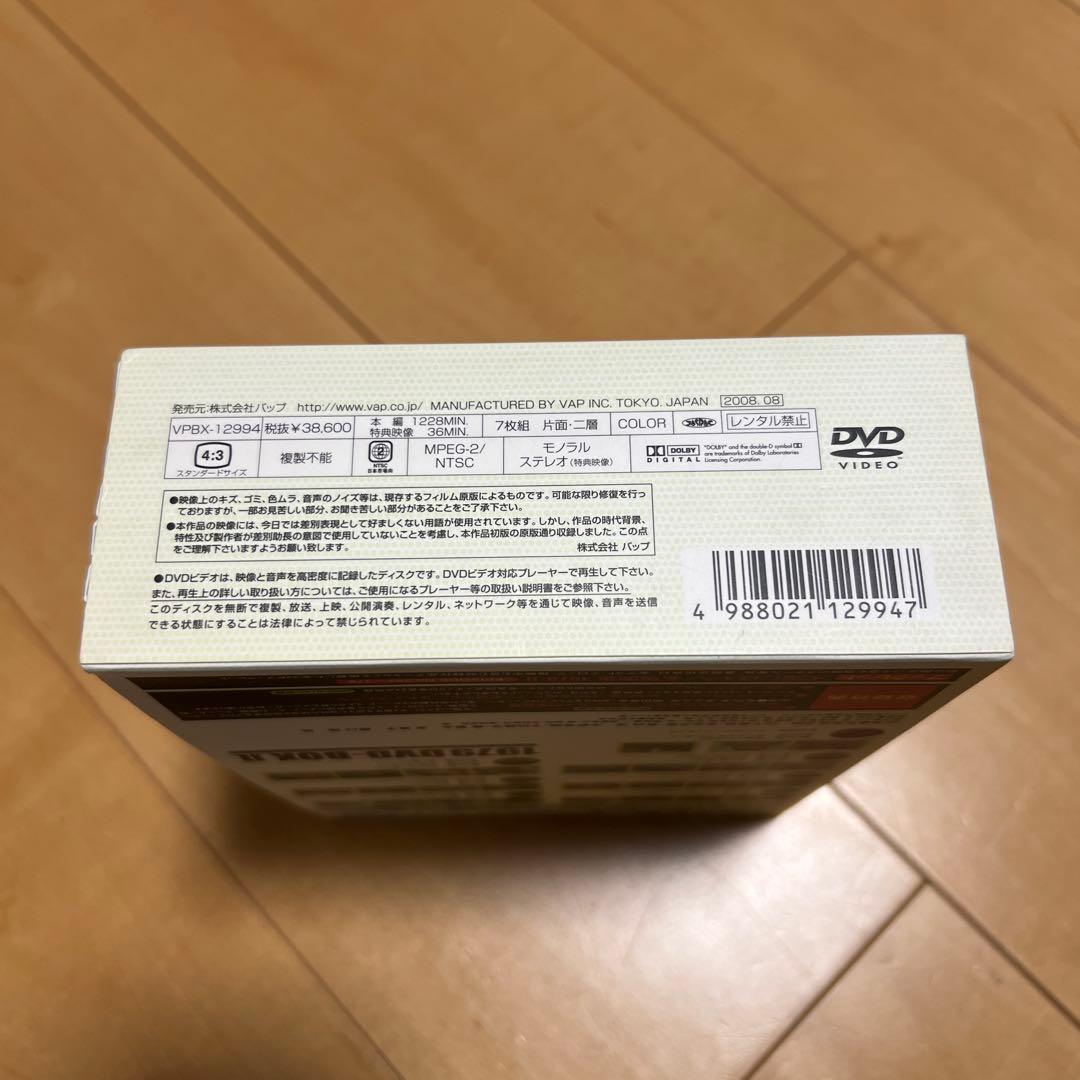 発売元:株式会社バップ http://www.vap.co.jp/ MANUFACTURED BY VAP INC. TOKYO. JAPAN 2008. 08
VPBX-12994 税抜¥38,600 本 編 1228MIN. 特典映像 36MIN. 7枚組 片面·二層 COLOR レンタル禁止
4:3 スタンダードサイズ 複製不能 2 NTSC 日本市場向 MPEG-2/ NTSC モノラル ステレオ(特典映像) DOLBY DIGITAL "DOLBY" and the double-D symbol are trademarks of Dolby Laboratories Licensing Corporation.
DVD
VIDEO
●映像上のキズ、ゴミ、色ムラ、音声のノイズ等は、現存するフィルム原版によるものです。可能な限り修復を行っ
ておりますが、一部お見苦しい部分、お聞き苦しい部分があることをご了承下さい。
●本作品の映像には、今日では差別表現として好ましくない用語が使用されています。しかし、作品の時代背景、
特性及び製作者が差別助長の意図で使用していないことを考慮し、本作品初版の原版通り収録しました。この点
をご理解下さいますようお願い致します。 株式会社 バップ
●DVDビデオは、映像と音声を高密度に記録したディスクです。DVDビデオ対応プレーヤーで再生して下さい。
また、再生上の詳しい取り扱い方については、ご使用になるプレーヤー等の取扱い説明書をご参照下さい。
このディスクを無断で複製、放送、上映、公開演奏、レンタル、ネットワーク等を通じて映像、音声を送信
できる状態にすることは法律によって禁じられています。
4 988021 129947
1979 DVD-BOX II